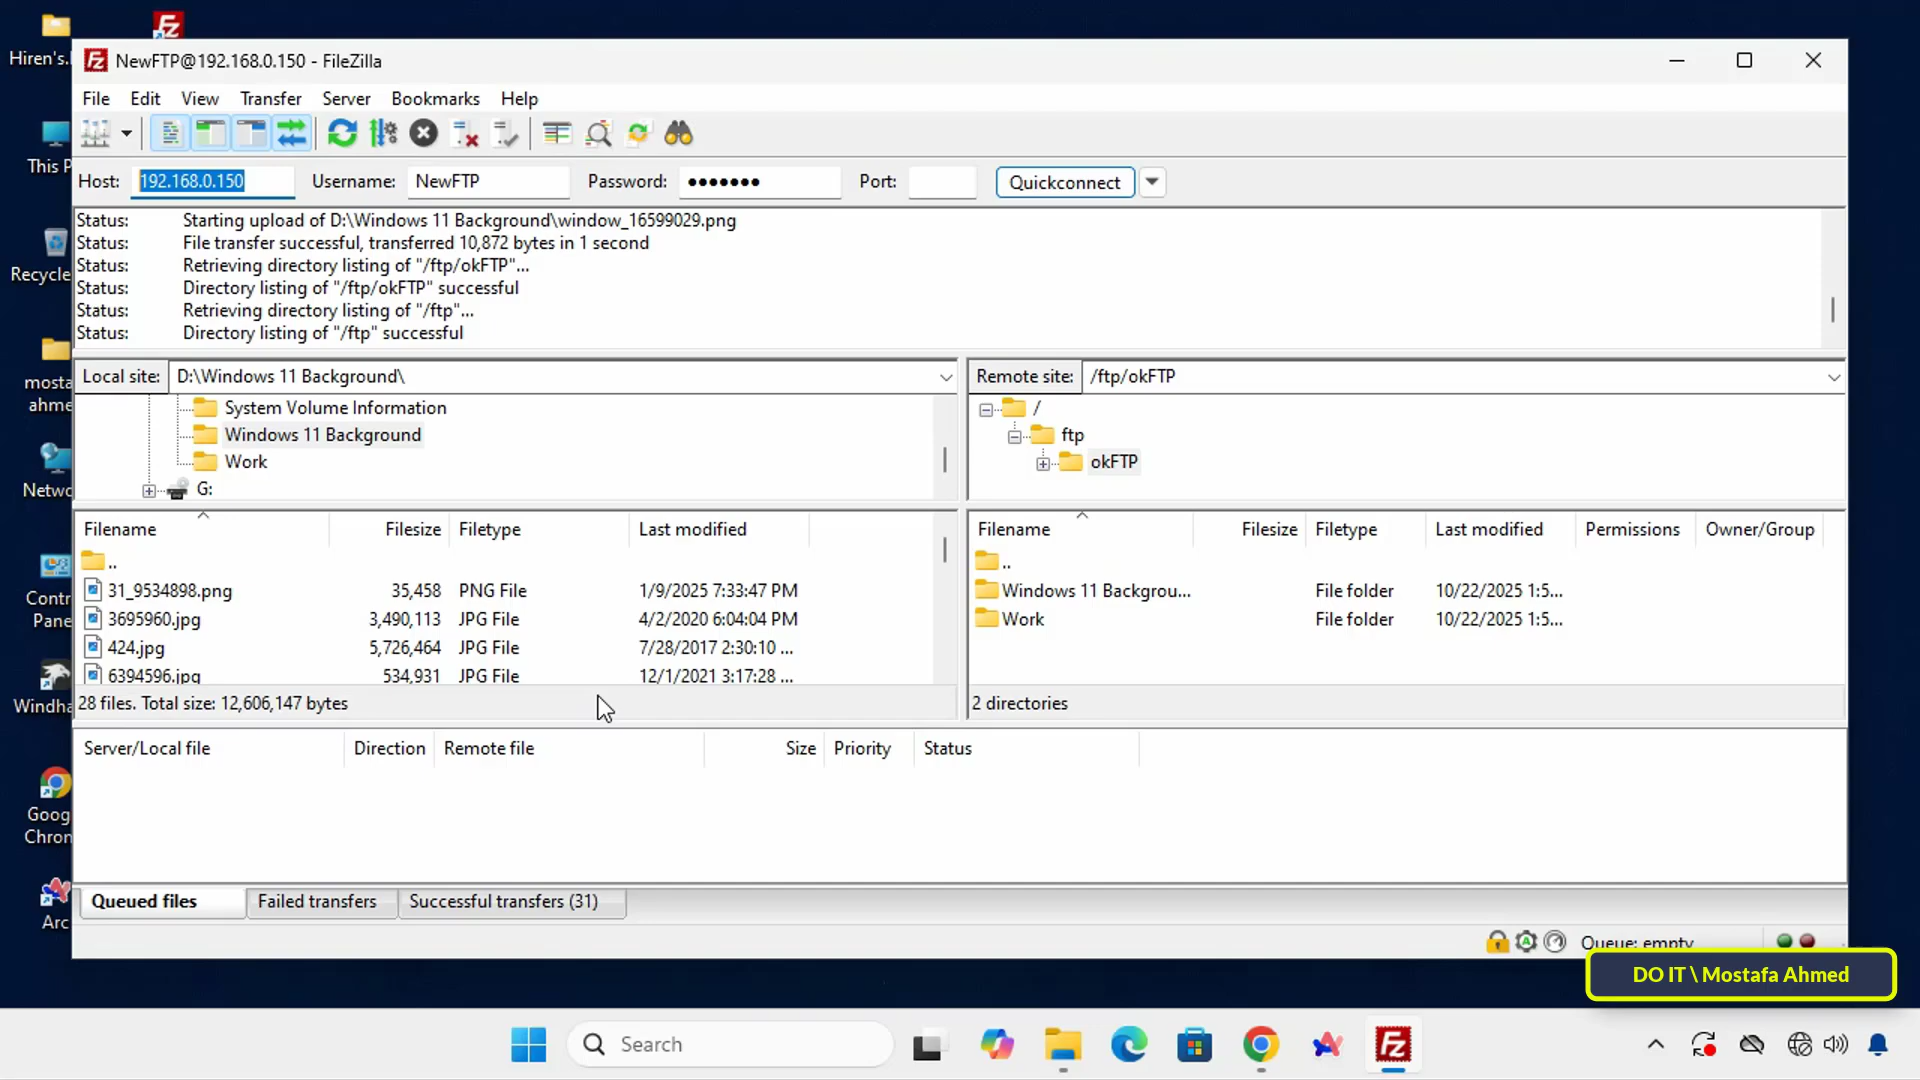 Hiren's.
NewFTP@192.168.0.150 - FileZilla
File Edit View Transfer Server Bookmarks Help
This P
Host: 192.168.0.150 Username: NewFTP Password: ●●●●●●● Port: Quickconnect
Status: Starting upload of D:\Windows 11 Background\window_16599029.png
Status: File transfer successful, transferred 10,872 bytes in 1 second
Status: Retrieving directory listing of "/ftp/okFTP"...
Status: Directory listing of "/ftp/okFTP" successful
Status: Retrieving directory listing of "/ftp"...
Status: Directory listing of "/ftp" successful
Recycle
mosta
ahme
Netwo
Contr
Pane
Windha
Goog
Chron
Arc
Local site: D:\Windows 11 Background\
System Volume Information
Windows 11 Background
Work
G:
Remote site: /ftp/okFTP
/
ftp
okFTP
Filename Filesize Filetype Last modified
..
31_9534898.png 35,458 PNG File 1/9/2025 7:33:47 PM
3695960.jpg 3,490,113 JPG File 4/2/2020 6:04:04 PM
424.jpg 5,726,464 JPG File 7/28/2017 2:30:10 ...
6394596.jpg 534,931 JPG File 12/1/2021 3:17:28 ...
28 files. Total size: 12,606,147 bytes
Filename Filesize Filetype Last modified Permissions Owner/Group
..
Windows 11 Backgrou... File folder 10/22/2025 1:5...
Work File folder 10/22/2025 1:5...
2 directories
Server/Local file Direction Remote file Size Priority Status
Queued files Failed transfers Successful transfers (31)
Queue: empty
DO IT \ Mostafa Ahmed
Search